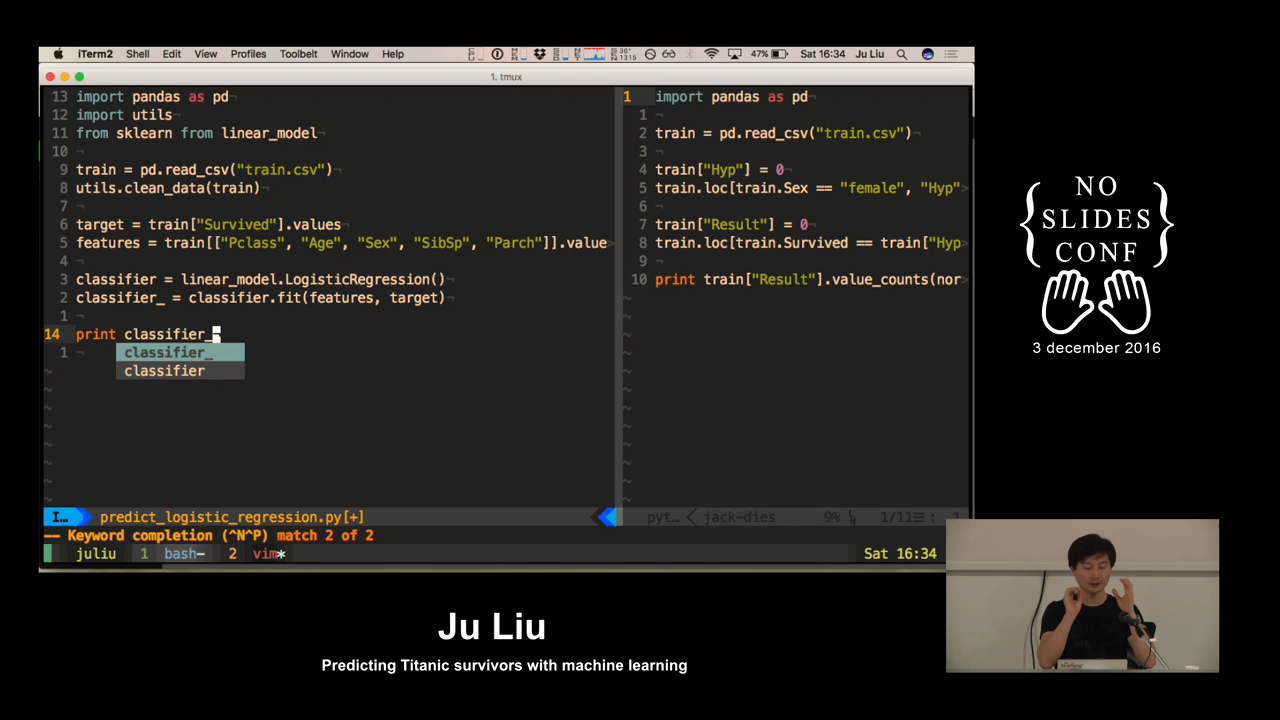 iTerm2 Shell Edit View Profiles Toolbelt Window Help 47% Sat 16:34 Ju Liu
1. tmux
13 import pandas as pd¬
12 import utils
11 from sklearn from linear_model¬
10 ¬
9 train = pd.read_csv("train.csv")¬
8 utils.clean_data(train)¬
7 ¬
6 target = train["Survived"].values
5 features = train[["Pclass", "Age", "Sex", "SibSp", "Parch"]].value>
4 ¬
3 classifier = linear_model.LogisticRegression()¬
2 classifier_ = classifier.fit(features, target)¬
1 ¬
14 print classifier_
1 ¬ classifier_
classifier
~
~
~
~
~
~
~
~
I… predict_logistic_regression.py[+]
-- Keyword completion (^N^P) match 2 of 2
juliu 1 bash- 2 vim* Sat 16:34
1 import pandas as pd¬
1 ¬
2 train = pd.read_csv("train.csv")¬
3 ¬
4 train["Hyp"] = 0¬
5 train.loc[train.Sex == "female", "Hyp">
6 ¬
7 train["Result"] = 0¬
8 train.loc[train.Survived == train["Hyp>
9 ¬
10 print train["Result"].value_counts(nor>
~
~
~
~
~
~
~
~
~
~
~
pyt… jack-dies 9% 1/11 : 1
NO
SLIDES
CONF
3 december 2016
Ju Liu
Predicting Titanic survivors with machine learning